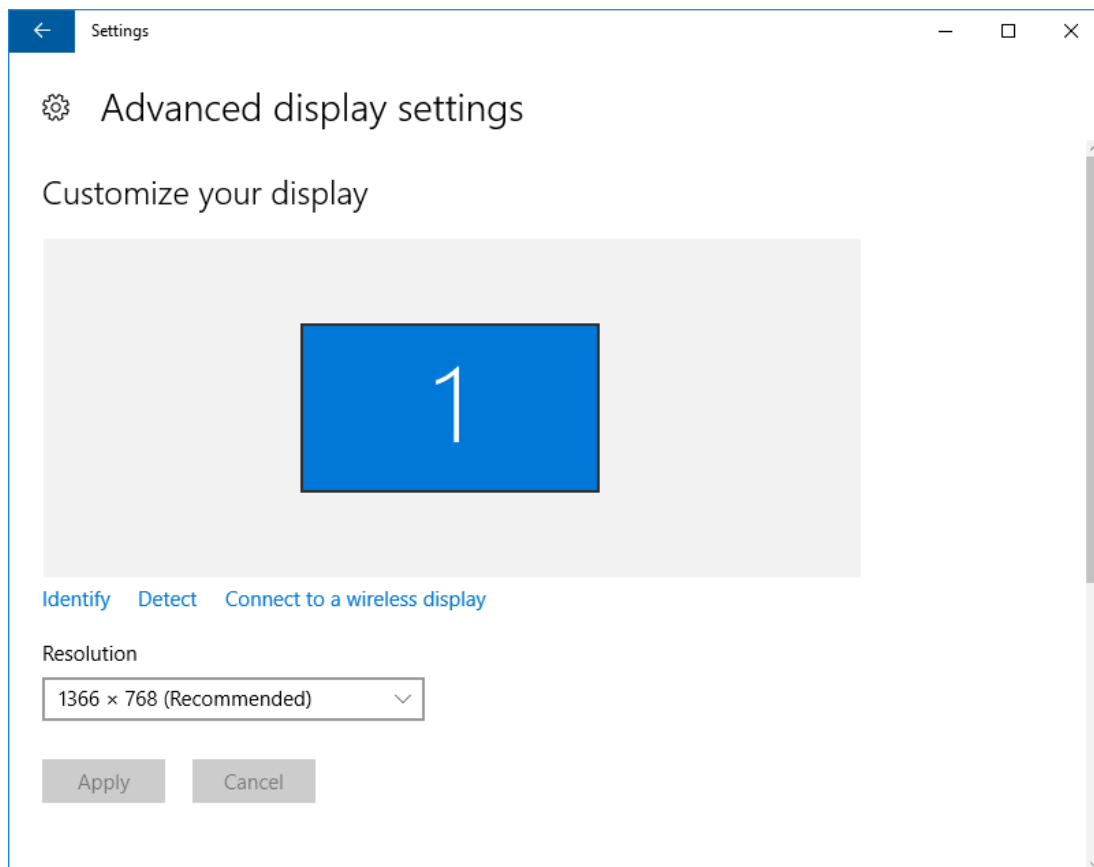 Settings
Advanced display settings
Customize your display
1
Identify Detect Connect to a wireless display
Resolution
1366 × 768 (Recommended)
Apply Cancel